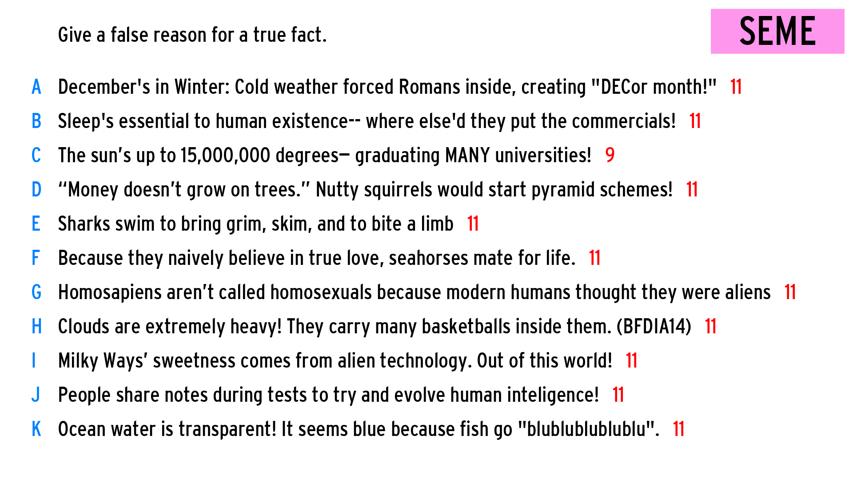 Give a false reason for a true fact.
SEME
A December's in Winter: Cold weather forced Romans inside, creating "DECor month!" 11
B Sleep's essential to human existence-- where else'd they put the commercials! 11
C The sun’s up to 15,000,000 degrees— graduating MANY universities! 9
D “Money doesn’t grow on trees.” Nutty squirrels would start pyramid schemes! 11
E Sharks swim to bring grim, skim, and to bite a limb 11
F Because they naively believe in true love, seahorses mate for life. 11
G Homosapiens aren’t called homosexuals because modern humans thought they were aliens 11
H Clouds are extremely heavy! They carry many basketballs inside them. (BFDIA14) 11
I Milky Ways’ sweetness comes from alien technology. Out of this world! 11
J People share notes during tests to try and evolve human inteligence! 11
K Ocean water is transparent! It seems blue because fish go "blublublublublu". 11